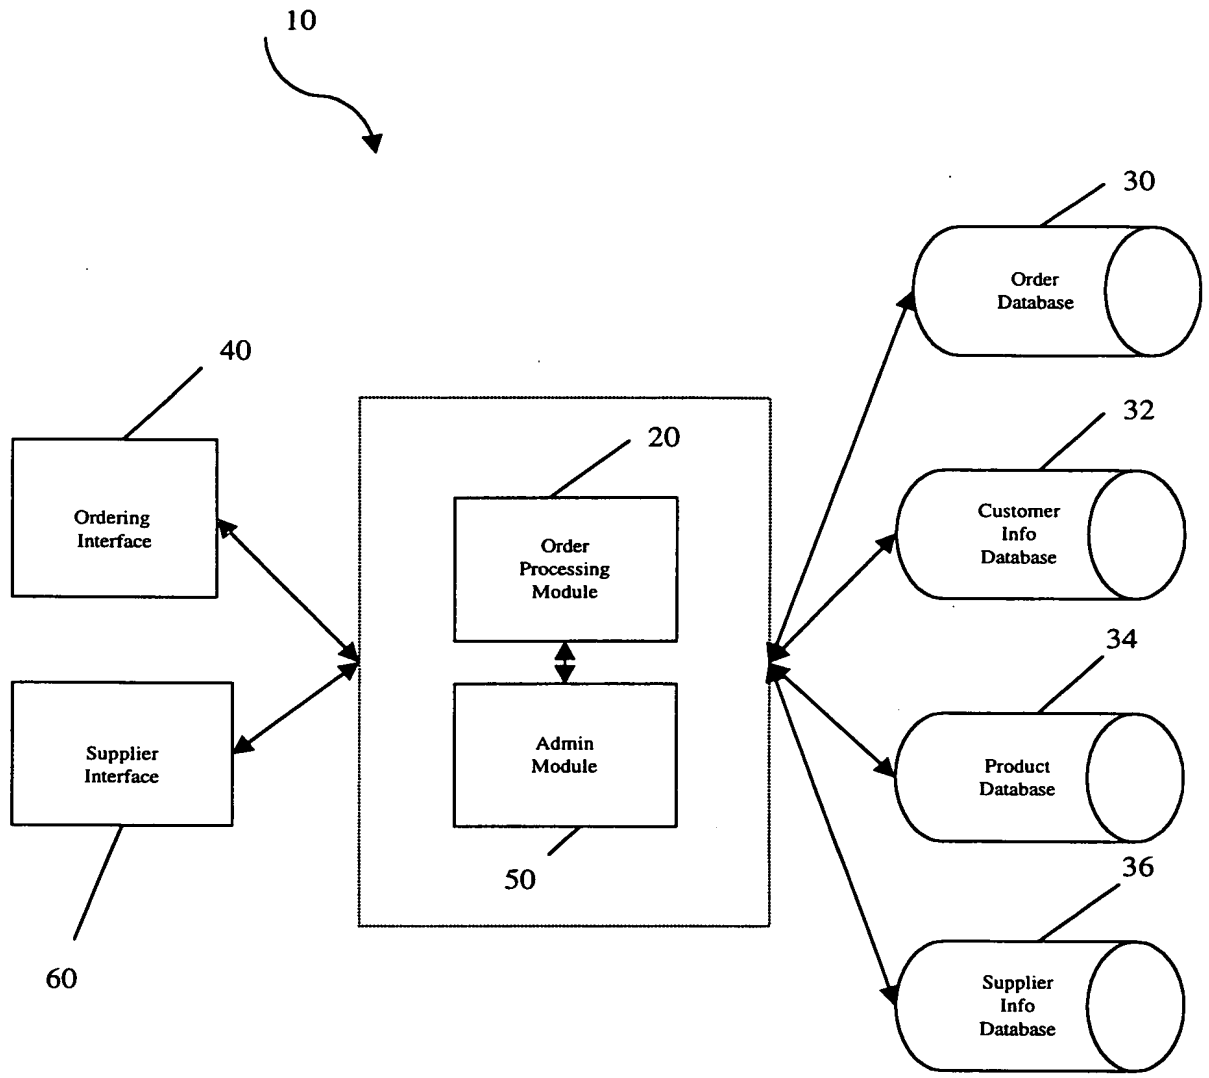 10
30
Order
Database
40
32
20
Customer
Info
Database
Ordering
Interface
Order
Processing
Module
34
Supplier
Interface
Admin
Module
Product
Database
50
36
60
Supplier
Info
Database